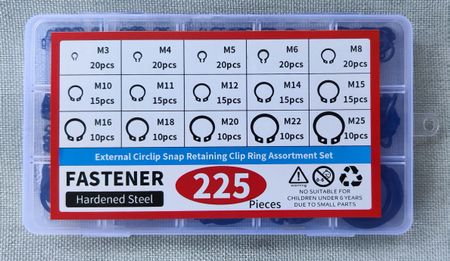 M3 M4 M5 M6 M8
20pcs 20pcs 20pcs 20pcs 20pcs
M10 M11 M12 M14 M15
15pcs 15pcs 15pcs 15pcs 15pcs
M16 M18 M20 M22 M25
10pcs 10pcs 10pcs 10pcs 10pcs
External Circlip Snap Retaining Clip Ring Assortment Set
FASTENER
Hardened Steel
225
Pieces
warning
NO SUITABLE FOR
CHILDREN UNDER 6 YEARS
DUE TO SMALL PARTS